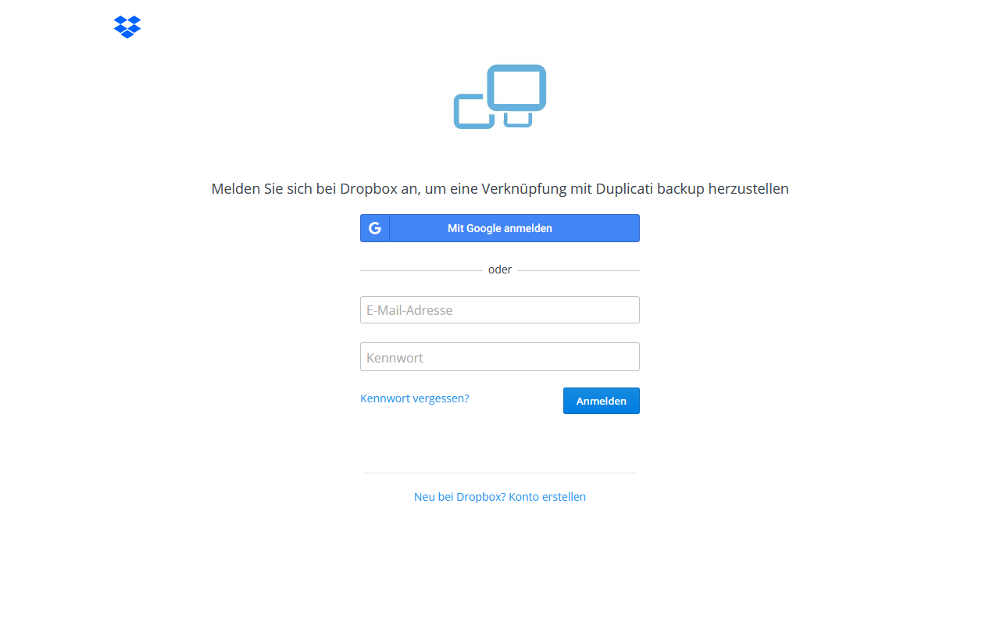 Melden Sie sich bei Dropbox an, um eine Verknüpfung mit Duplicati backup herzustellen
Mit Google anmelden
oder
E-Mail-Adresse
Kennwort
Kennwort vergessen?
Anmelden
Neu bei Dropbox? Konto erstellen